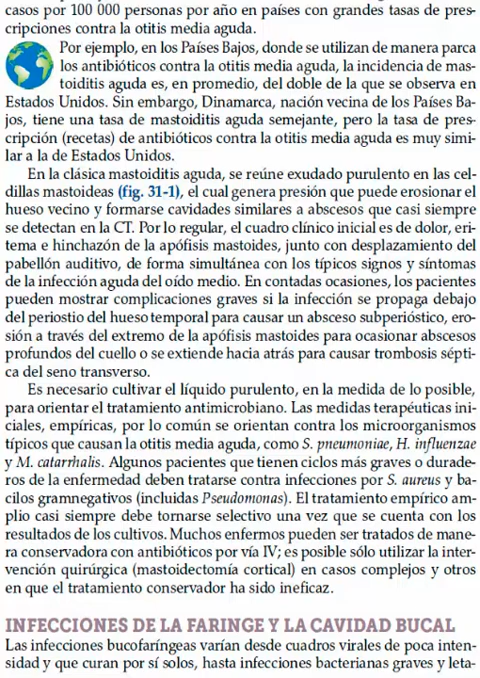 casos por 100 000 personas por año en países con grandes tasas de pres-
cripciones contra la otitis media aguda.
Por ejemplo, en los Países Bajos, donde se utilizan de manera parca
los antibióticos contra la otitis media aguda, la incidencia de mas-
toiditis aguda es, en promedio, del doble de la que se observa en
Estados Unidos. Sin embargo, Dinamarca, nación vecina de los Países Ba-
jos, tiene una tasa de mastoiditis aguda semejante, pero la tasa de pres-
cripción (recetas) de antibióticos contra la otitis media aguda es muy simi-
lar a la de Estados Unidos.
En la clásica mastoiditis aguda, se reúne exudado purulento en las cel-
dillas mastoideas (fig. 31-1), el cual genera presión que puede erosionar el
hueso vecino y formarse cavidades similares a abscesos que casi siempre
se detectan en la CT. Por lo regular, el cuadro clínico inicial es de dolor, eri-
tema e hinchazón de la apófisis mastoides, junto con desplazamiento del
pabellón auditivo, de forma simultánea con los típicos signos y síntomas
de la infección aguda del oído medio. En contadas ocasiones, los pacientes
pueden mostrar complicaciones graves si la infección se propaga debajo
del periostio del hueso temporal para causar un absceso subperióstico, ero-
sión a través del extremo de la apófisis mastoides para ocasionar abscesos
profundos del cuello o se extiende hacia atrás para causar trombosis sépti-
ca del seno transverso.
Es necesario cultivar el líquido purulento, en la medida de lo posible,
para orientar el tratamiento antimicrobiano. Las medidas terapéuticas ini-
ciales, empíricas, por lo común se orientan contra los microorganismos
típicos que causan la otitis media aguda, como S. pneumoniae, H. influenzae
y M. catarrhalis. Algunos pacientes que tienen ciclos más graves o durade-
ros de la enfermedad deben tratarse contra infecciones por S. aureus y ba-
cilos gramnegativos (incluidas Pseudomonas). El tratamiento empírico am-
plio casi siempre debe tornarse selectivo una vez que se cuenta con los
resultados de los cultivos. Muchos enfermos pueden ser tratados de mane-
ra conservadora con antibióticos por vía IV; es posible sólo utilizar la inter-
vención quirúrgica (mastoidectomía cortical) en casos complejos y otros
en que el tratamiento conservador ha sido ineficaz.
INFECCIONES DE LA FARINGE Y LA CAVIDAD BUCAL
Las infecciones bucofaríngeas varían desde cuadros virales de poca inten-
sidad y que curan por sí solos, hasta infecciones bacterianas graves y leta-